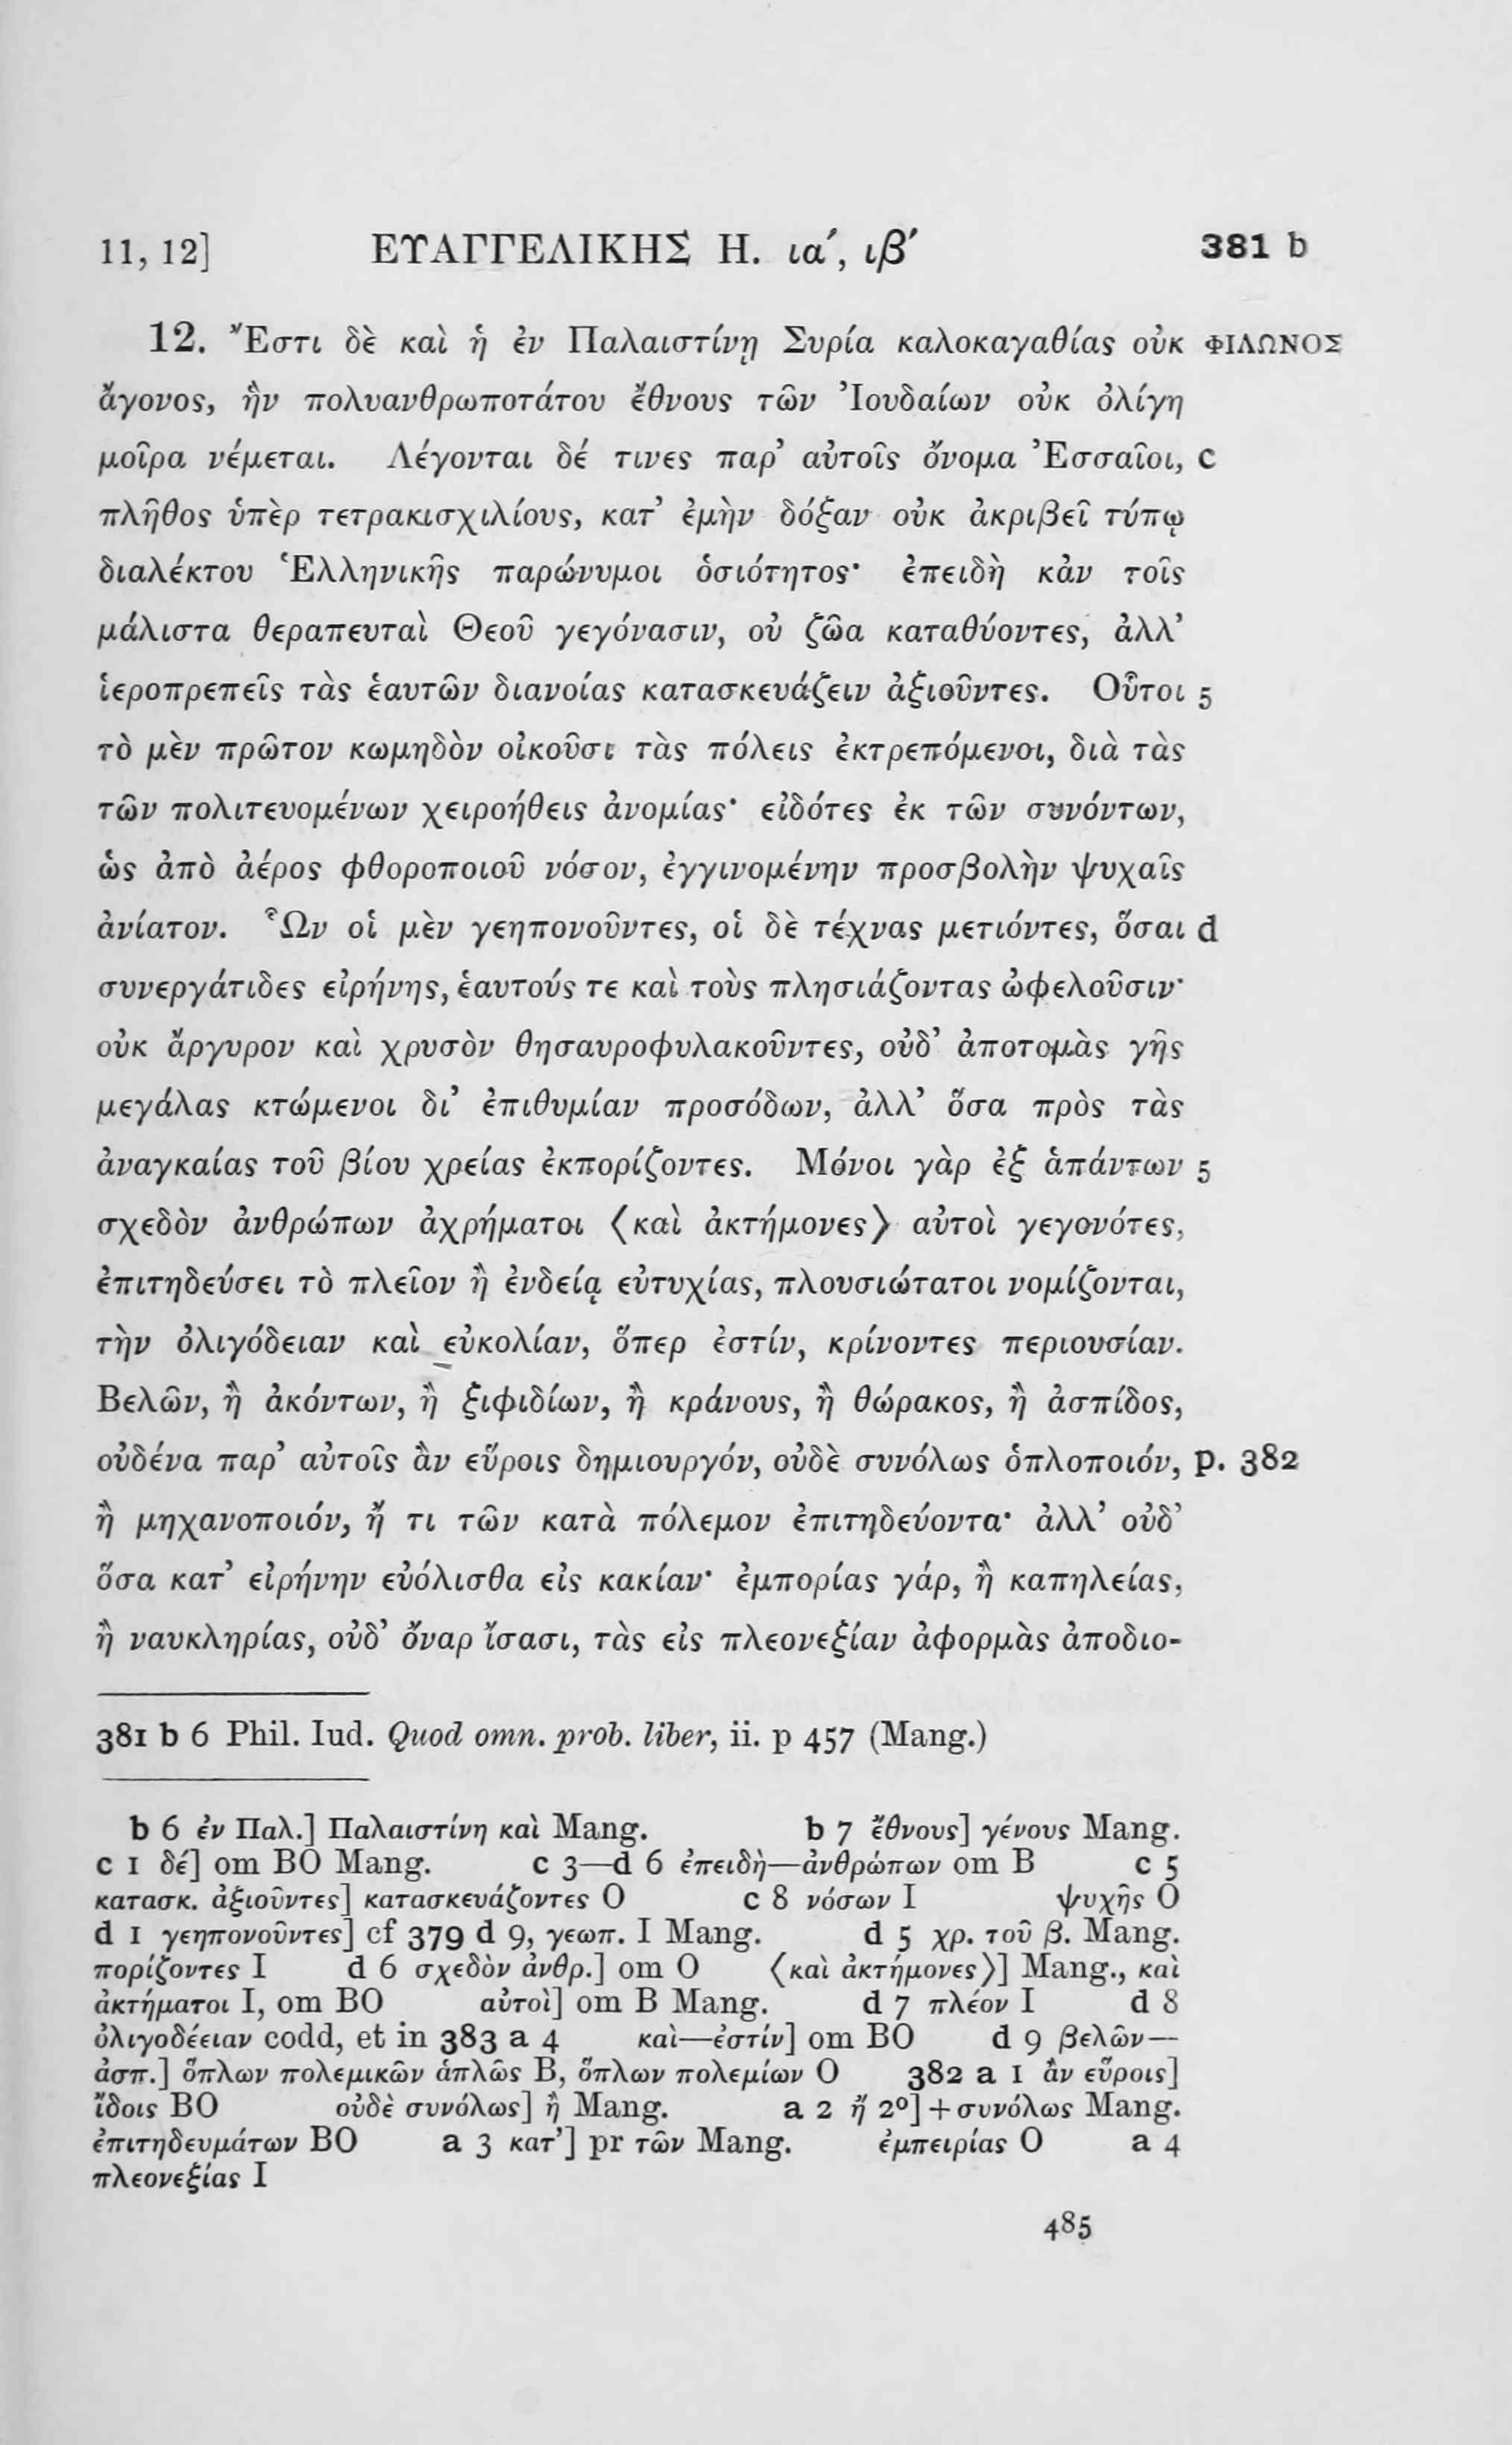 11, 12] ΕΥΑΓΓΕΛΙΚΗΣ Η. ια′, ιβ′ 381 b
12. Ἔστι δὲ καὶ ἡ ἐν Παλαιστίνῃ Συρία καλοκαγαθίας οὐκ ΦΙΛΩΝΟΣ
ἄγονος, ἣν πολυανθρωποτάτου ἔθνους τῶν Ἰουδαίων οὐκ ὀλίγη
μοῖρα νέμεται. Λέγονται δέ τινες παρ’ αὐτοῖς ὄνομα Ἐσσαῖοι, c
πλῆθος ὑπὲρ τετρακισχιλίους, κατ’ ἐμὴν δόξαν οὐκ ἀκριβεῖ τύπῳ
διαλέκτου Ἑλληνικῆς παρώνυμοι ὁσιότητος· ἐπειδὴ κἀν τοῖς
μάλιστα θεραπευταὶ Θεοῦ γεγόνασιν, οὐ ζῶα καταθύοντες, ἀλλ’
ἱεροπρεπεῖς τὰς ἑαυτῶν διανοίας κατασκευάζειν ἀξιοῦντες. Οὗτοι 5
τὸ μὲν πρῶτον κωμηδὸν οἰκοῦσι τὰς πόλεις ἐκτρεπόμενοι, διὰ τὰς
τῶν πολιτευομένων χειροήθεις ἀνομίας· εἰδότες ἐκ τῶν συνόντων,
ὡς ἀπὸ ἀέρος φθοροποιοῦ νόσον, ἐγγινομένην προσβολὴν ψυχαῖς
ἀνίατον. Ὧν οἱ μὲν γεηπονοῦντες, οἱ δὲ τέχνας μετιόντες, ὅσαι d
συνεργάτιδες εἰρήνης, ἑαυτούς τε καὶ τοὺς πλησιάζοντας ὠφελοῦσιν·
οὐκ ἄργυρον καὶ χρυσὸν θησαυροφυλακοῦντες, οὐδ’ ἀποτομὰς γῆς
μεγάλας κτώμενοι δι’ ἐπιθυμίαν προσόδων, ἀλλ’ ὅσα πρὸς τὰς
ἀναγκαίας τοῦ βίου χρείας ἐκπορίζοντες. Μόνοι γὰρ ἐξ ἁπάντων 5
σχεδὸν ἀνθρώπων ἀχρήματοι ⟨καὶ ἀκτήμονες⟩ αὐτοὶ γεγονότες,
ἐπιτηδεύσει τὸ πλεῖον ἢ ἐνδείᾳ εὐτυχίας, πλουσιώτατοι νομίζονται,
τὴν ὀλιγόδειαν καὶ εὐκολίαν, ὅπερ ἐστίν, κρίνοντες περιουσίαν.
Βελῶν, ἢ ἀκόντων, ἢ ξιφιδίων, ἢ κράνους, ἢ θώρακος, ἢ ἀσπίδος,
οὐδένα παρ’ αὐτοῖς ἂν εὕροις δημιουργόν, οὐδὲ συνόλως ὁπλοποιόν, p. 382
ἢ μηχανοποιόν, ἤ τι τῶν κατὰ πόλεμον ἐπιτηδεύοντα· ἀλλ’ οὐδ’
ὅσα κατ’ εἰρήνην εὐόλισθα εἰς κακίαν· ἐμπορίας γάρ, ἢ καπηλείας,
ἢ ναυκληρίας, οὐδ’ ὄναρ ἴσασι, τὰς εἰς πλεονεξίαν ἀφορμὰς ἀποδιο-
381 b 6 Phil. Iud. Quod omn. prob. liber, ii. p 457 (Mang.)
b 6 ἐν Παλ.] Παλαιστίνη καὶ Mang. b 7 ἔθνους] γένους Mang.
c 1 δέ] om BO Mang. c 3—d 6 ἐπειδὴ—ἀνθρώπων om B c 5
κατασκ. ἀξιοῦντες] κατασκευάζοντες O c 8 νόσων I ψυχῆς O
d 1 γεηπονοῦντες] cf 379 d 9, γεωπ. I Mang. d 5 χρ. τοῦ β. Mang.
πορίζοντες I d 6 σχεδὸν ἀνθρ.] om O ⟨καὶ ἀκτήμονες⟩] Mang., καὶ
ἀκτήματοι I, om BO αὐτοὶ] om B Mang. d 7 πλέον I d 8
ὀλιγοδέειαν codd, et in 383 a 4 καὶ—ἐστίν] om BO d 9 βελῶν—
ἀσπ.] ὅπλων πολεμικῶν ἁπλῶς B, ὅπλων πολεμίων O 382 a 1 ἂν εὕροις]
ἴδοις BO οὐδὲ συνόλως] ἢ Mang. a 2 ἤ 2º] + συνόλως Mang.
ἐπιτηδευμάτων BO a 3 κατ’] pr τῶν Mang. ἐμπειρίας O a 4
πλεονεξίας I
485